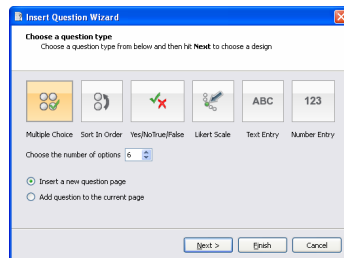 Insert Question Wizard
Choose a question type
Choose a question type from below and then hit Next to choose a design
ABC 123
Multiple Choice Sort In Order Yes/NoTrue/False Likert Scale Text Entry Number Entry
Choose the number of options 6
Insert a new question page
Add question to the current page
Next > Finish Cancel